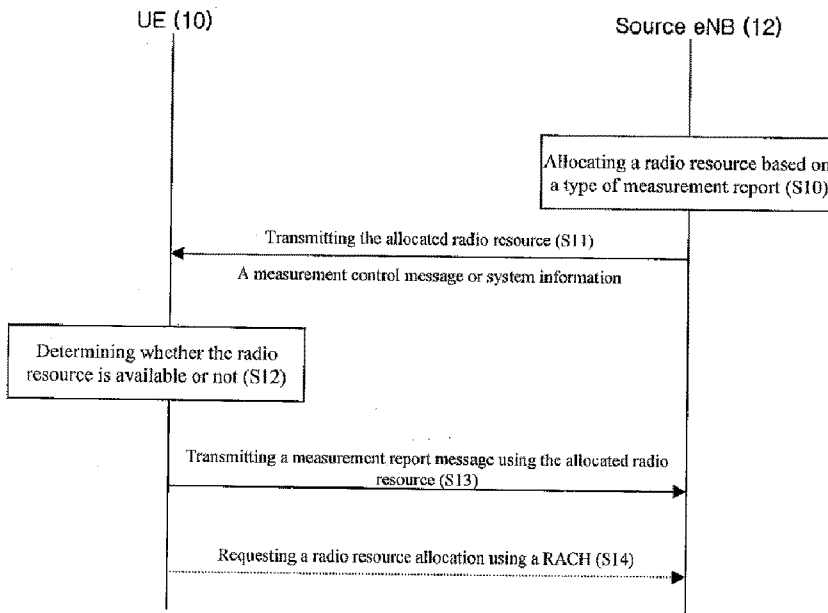 UE (10)
Source eNB (12)
Allocating a radio resource based on
a type of measurement report (S10)
Transmitting the allocated radio resource (S11)
A measurement control message or system information
Determining whether the radio
resource is available or not (S12)
Transmitting a measurement report message using the allocated radio
resource (S13)
Requesting a radio resource allocation using a RACH (S14)